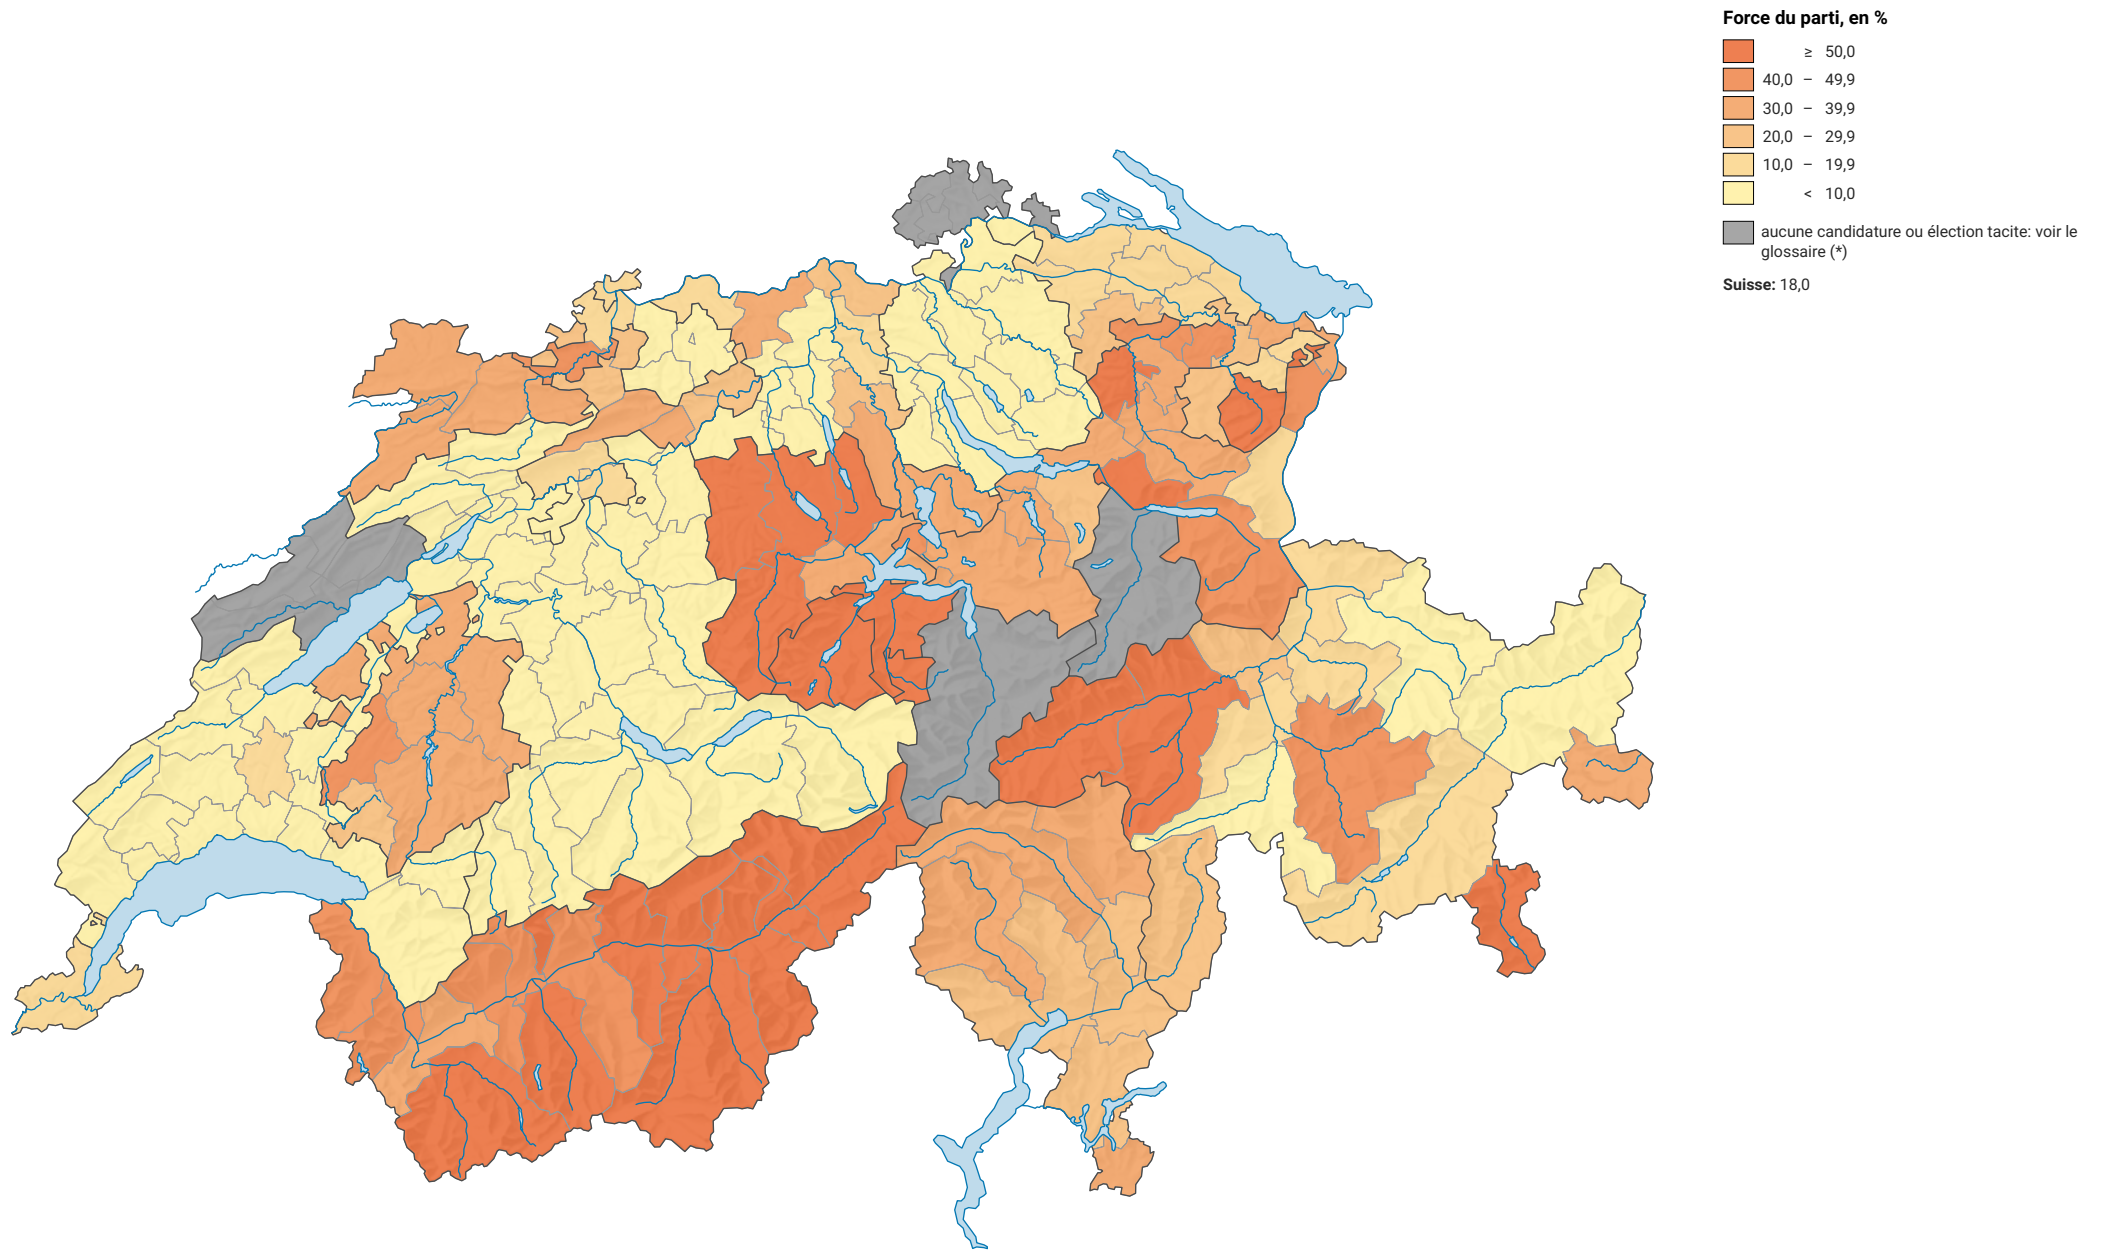 Force du parti, en %
≥ 50,0
40,0 – 49,9
30,0 – 39,9
20,0 – 29,9
10,0 – 19,9
< 10,0
aucune candidature ou élection tacite: voir le
glossaire (*)
Suisse: 18,0